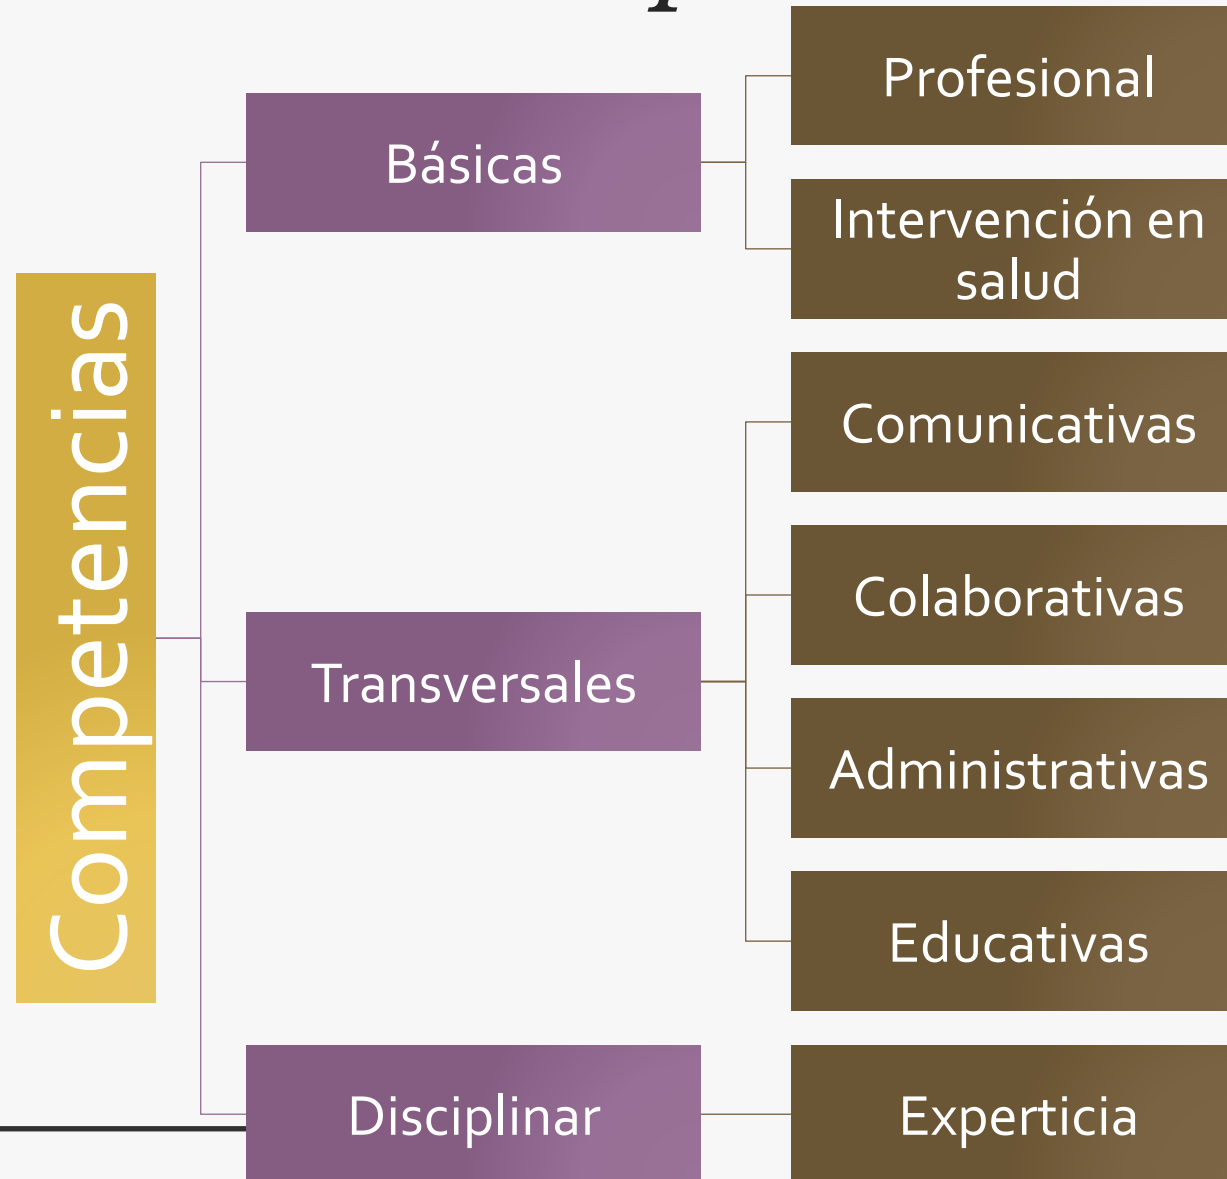 Competencias
Básicas
Profesional
Intervención en
salud
Transversales
Comunicativas
Colaborativas
Administrativas
Educativas
Disciplinar
Experticia